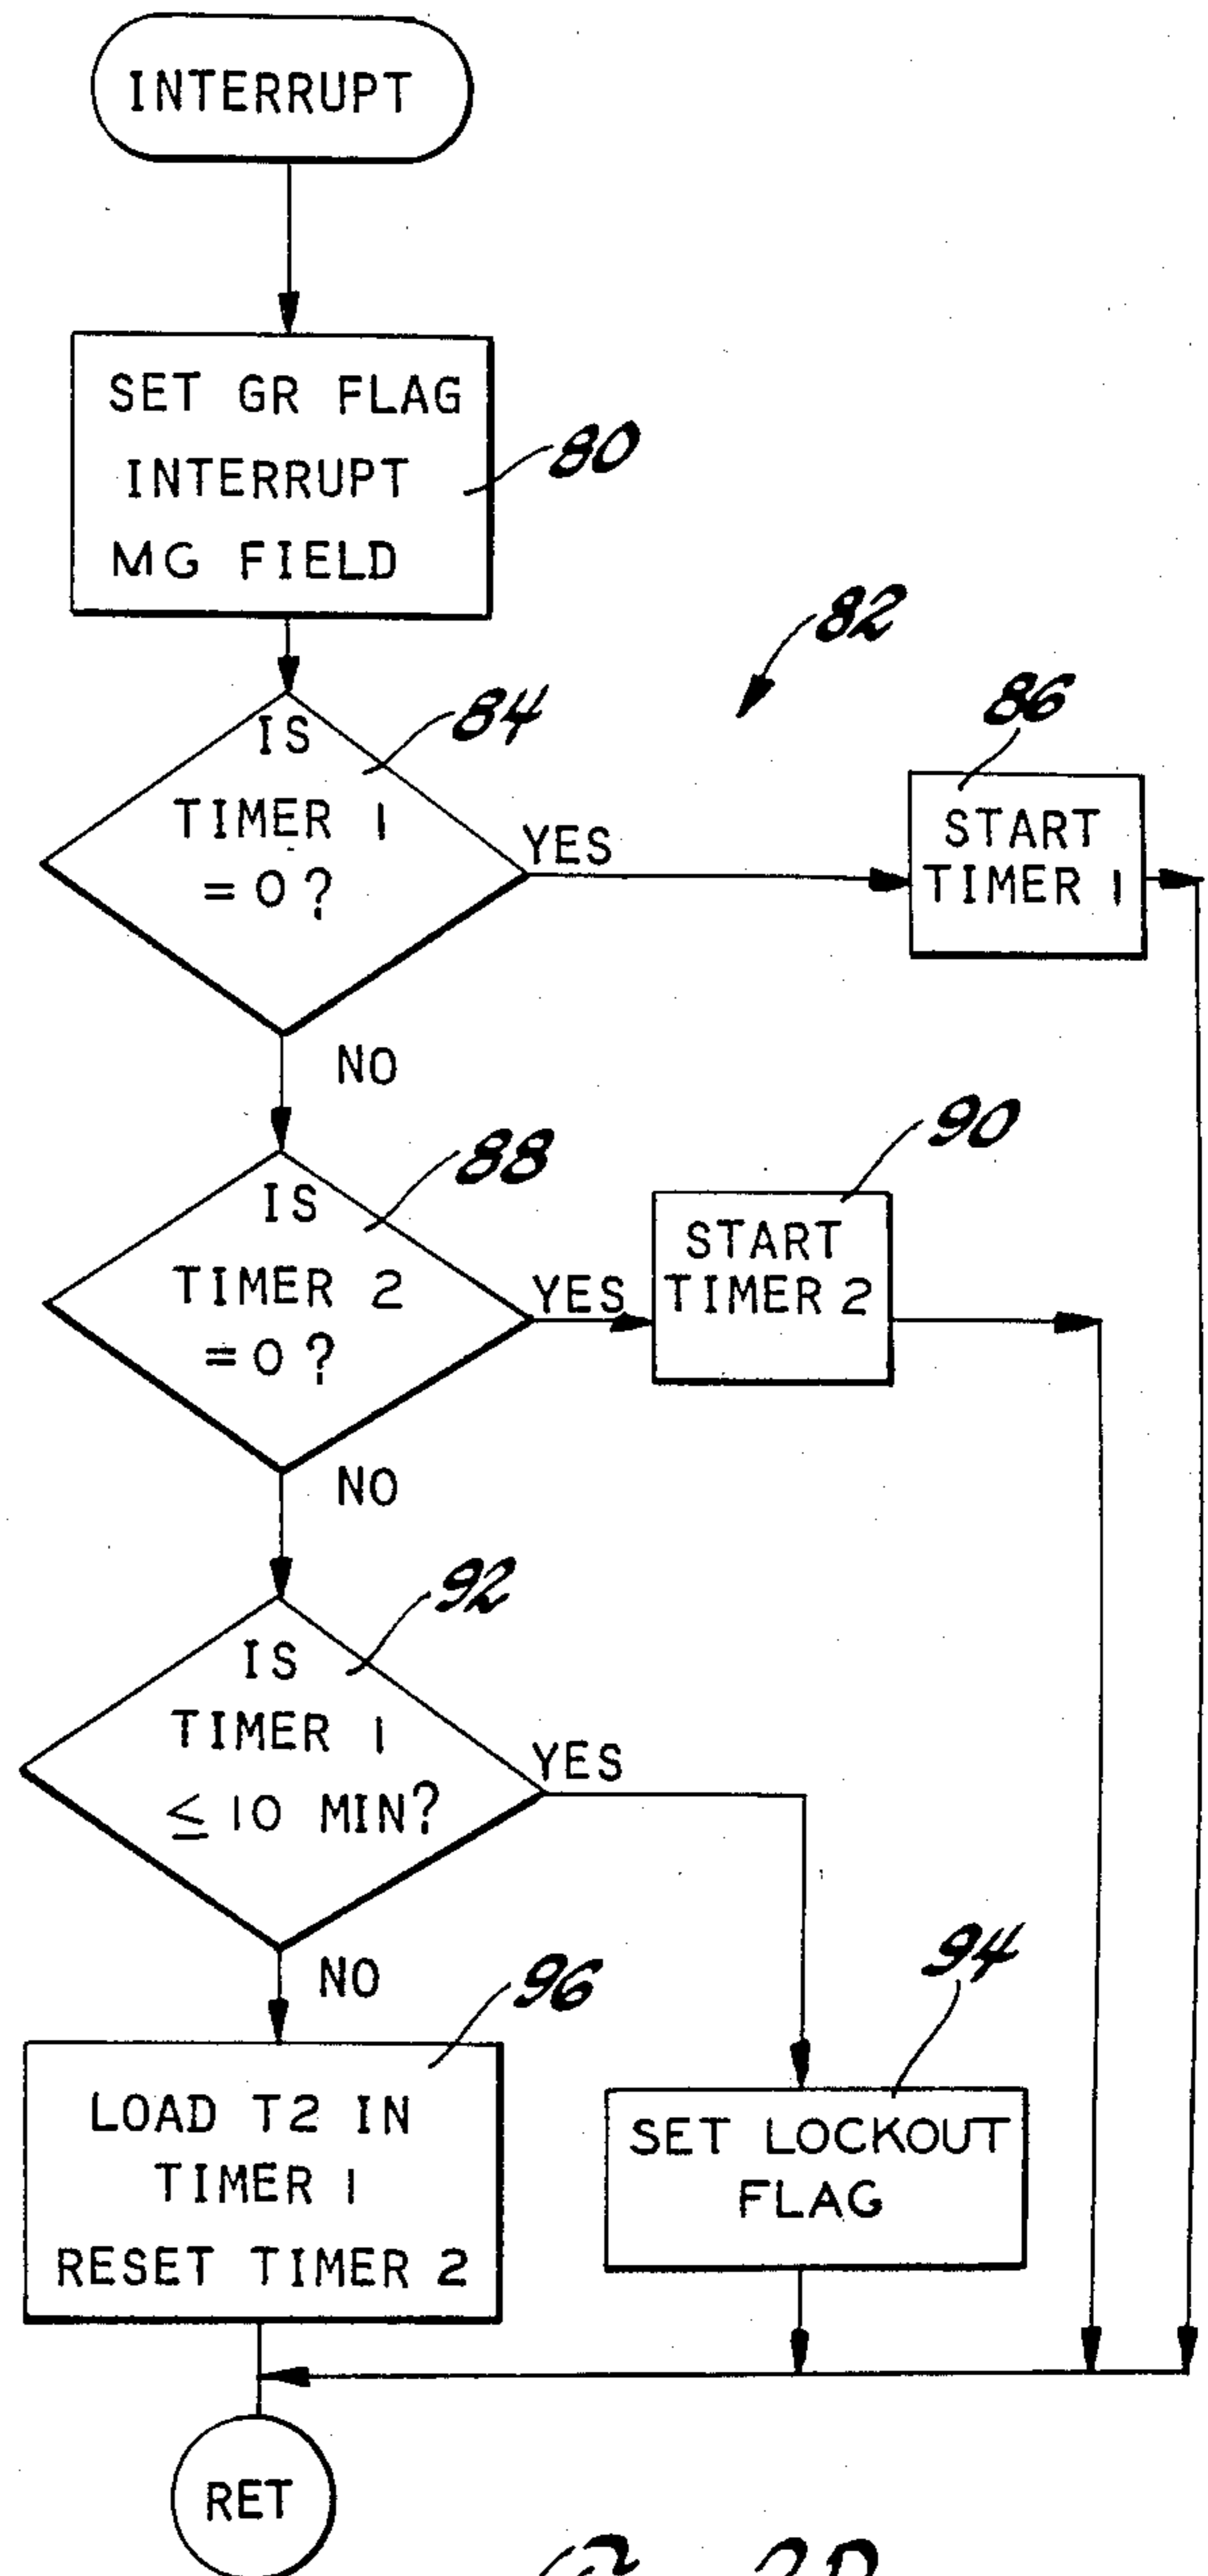 INTERRUPT
SET GR FLAG
INTERRUPT
MG FIELD
80
82
IS
TIMER 1
= 0 ?
84
YES
86
START
TIMER 1
NO
IS
TIMER 2
= 0 ?
88
YES
90
START
TIMER 2
NO
IS
TIMER 1
≤ 10 MIN?
92
YES
NO
94
SET LOCKOUT
FLAG
96
LOAD T2 IN
TIMER 1
RESET TIMER 2
RET